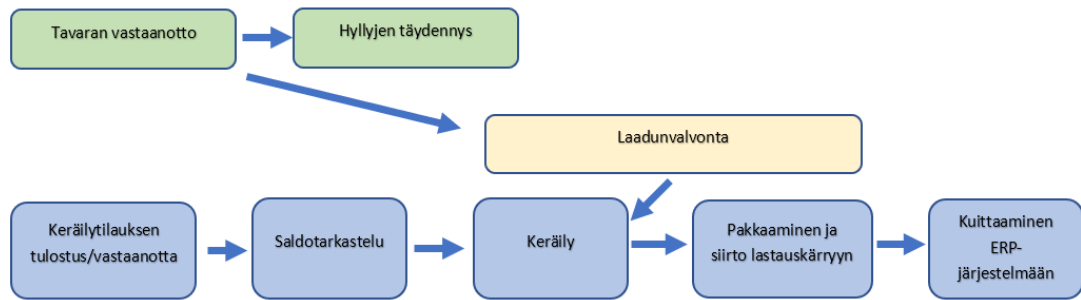 Tavaran vastaanotto
Hyllyjen täydennys
Laadunvalvonta
Keräilytilauksen
tulostus/vastaanotta
Saldotarkastelu
Keräily
Pakkaaminen ja
siirto lastauskärryyn
Kuittaaminen
ERP-
järjestelmään